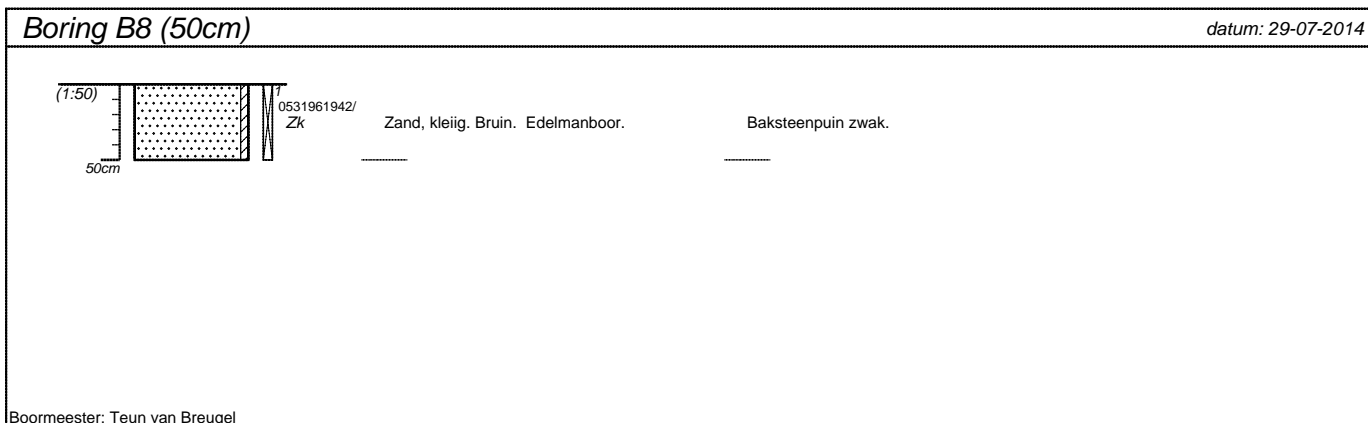 Boring B8 (50cm) datum: 29-07-2014
(1:50)
1
0531961942/
Zk Zand, kleiig. Bruin. Edelmanboor. Baksteenpuin zwak.
50cm
Boormeester: Teun van Breugel